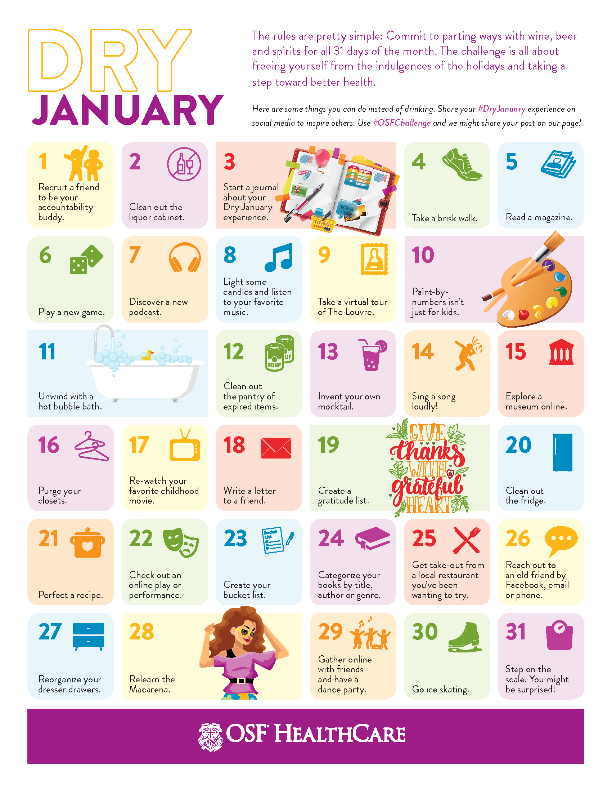 DRY
JANUARY
The rules are pretty simple: Commit to parting ways with wine, beer
and spirits for all 31 days of the month. The challenge is all about
freeing yourself from the indulgences of the holidays and taking a
step toward better health.
Here are some things you can do instead of drinking. Share your #DryJanuary experience on
social media to inspire others. Use #OSFChallenge and we might share your post on our page!
1
Recruit a friend
to be your
accountability
buddy.
2
Clean out the
liquor cabinet.
3
Start a journal
about your
Dry January
experience.
4
Take a brisk walk.
5
Read a magazine.
6
Play a new game.
7
Discover a new
podcast.
8
Light some
candles and listen
to your favorite
music.
9
Take a virtual tour
of The Louvre.
10
Paint-by-
numbers isn't
just for kids.
11
Unwind with a
hot bubble bath.
12
Clean out
the pantry of
expired items.
13
Invent your own
mocktail.
14
Sing a song
loudly!
15
Explore a
museum online.
16
Purge your
closets.
17
Re-watch your
favorite childhood
movie.
18
Write a letter
to a friend.
19
Create a
gratitude list.
GIVE
thanks
WITH A
grateful
HEART
20
Clean out
the fridge.
21
Perfect a recipe.
22
Check out an
online play or
performance.
23
Bucket
List
Create your
bucket list.
24
Categorize your
books by title,
author or genre.
25
Get take-out from
a local restaurant
you've been
wanting to try.
26
Reach out to
an old friend by
Facebook, email
or phone.
27
Reorganize your
dresser drawers.
28
Relearn the
Macarena.
29
Gather online
with friends
and have a
dance party.
30
Go ice skating.
31
Step on the
scale. You might
be surprised!
OSF HEALTHCARE